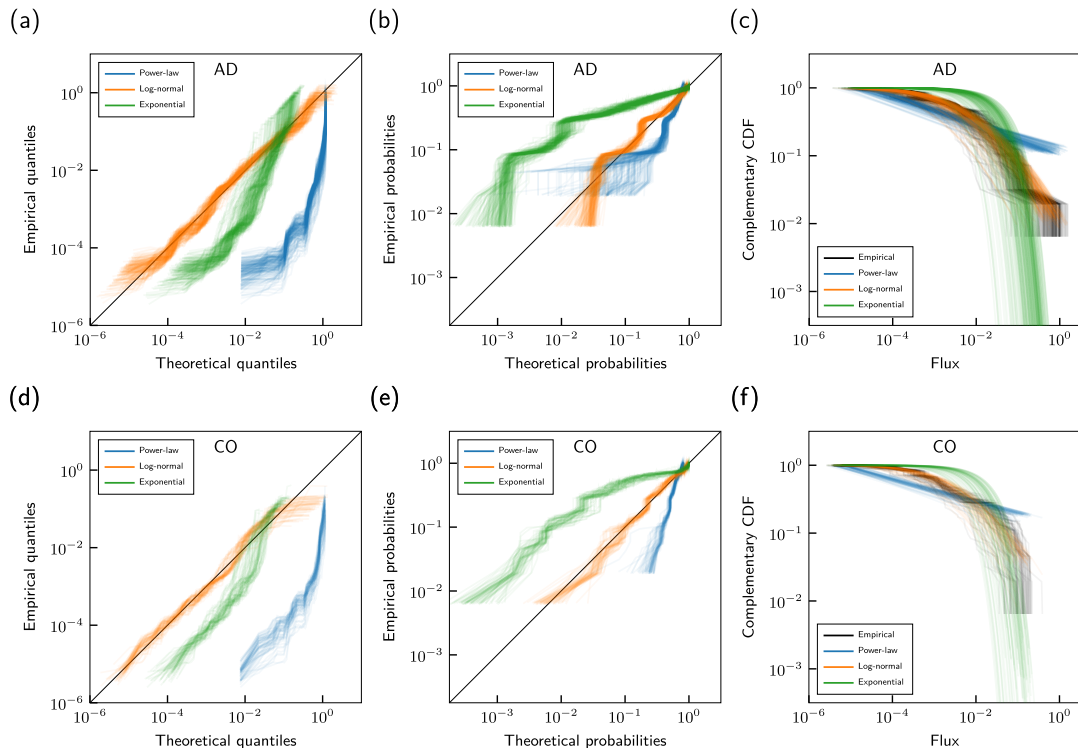 (a)
AD
Power-law
Log-normal
Exponential
Empirical quantiles
10^0
10^−2
10^−4
10^−6
10^−6
10^−4
10^−2
10^0
Theoretical quantiles
(b)
AD
Power-law
Log-normal
Exponential
Empirical probabilities
10^0
10^−1
10^−2
10^−3
10^−3
10^−2
10^−1
10^0
Theoretical probabilities
(c)
AD
Empirical
Power-law
Log-normal
Exponential
Complementary CDF
10^0
10^−1
10^−2
10^−3
10^−6
10^−4
10^−2
10^0
Flux
(d)
CO
Power-law
Log-normal
Exponential
Empirical quantiles
10^0
10^−2
10^−4
10^−6
10^−6
10^−4
10^−2
10^0
Theoretical quantiles
(e)
CO
Power-law
Log-normal
Exponential
Empirical probabilities
10^0
10^−1
10^−2
10^−3
10^−3
10^−2
10^−1
10^0
Theoretical probabilities
(f)
CO
Empirical
Power-law
Log-normal
Exponential
Complementary CDF
10^0
10^−1
10^−2
10^−3
10^−6
10^−4
10^−2
10^0
Flux